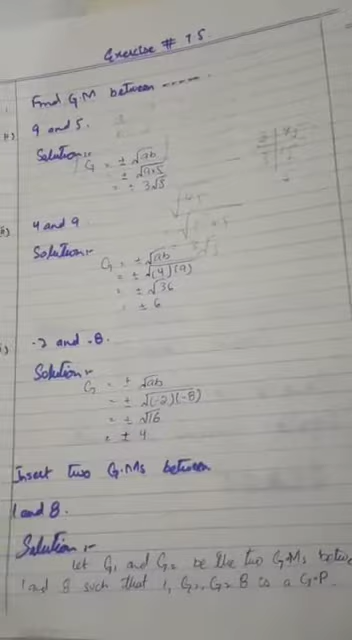 Exercise # 7.5
Find G.M between -----
9 and 5.
Solution:-
G = ± √ab
= ± √9×5
= ± 3√5
4 and 9
Solution:-
G = ± √ab
= ± √(4)(9)
= ± √36
= ± 6
-2 and -8.
Solution:-
G = ± √ab
= ± √(-2)(-8)
= ± √16
= ± 4
Insert two G.Ms between
1 and 8.
Solution:-
Let G₁ and G₂ be the two G.Ms betwe
1 and 8 such that 1, G₁, G₂ 8 is a G.P.